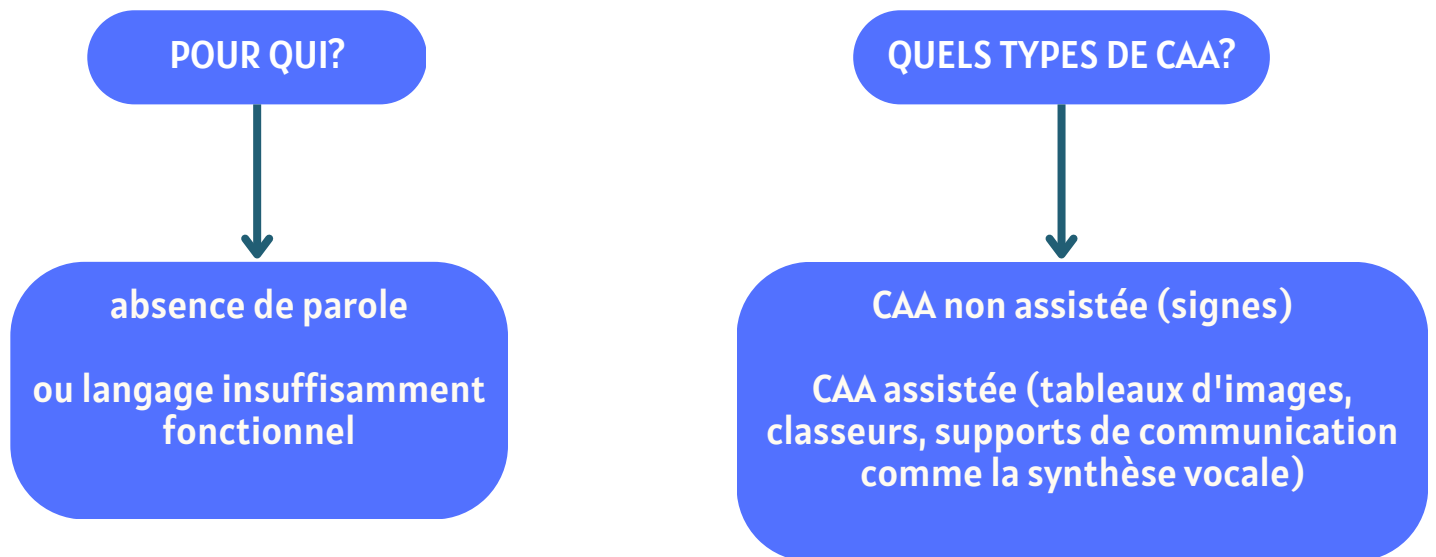 POUR QUI?
absence de parole
ou langage insuffisamment
fonctionnel
QUELS TYPES DE CAA?
CAA non assistée (signes)
CAA assistée (tableaux d'images,
classeurs, supports de communication
comme la synthèse vocale)